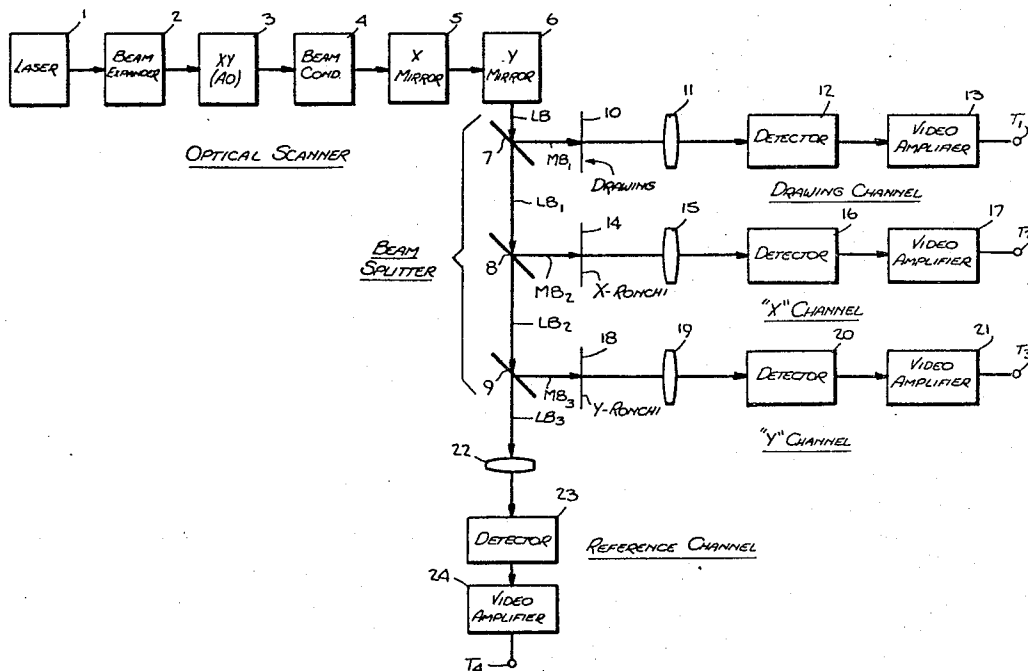 1
2
3
4
5
6
LASER
BEAM
EXPANDER
XY
(AO)
BEAM
COND.
X
MIRROR
Y
MIRROR
OPTICAL SCANNER
LB
7
MB1
10
DRAWING
11
12
DETECTOR
13
VIDEO
AMPLIFIER
T1
DRAWING CHANNEL
LB1
BEAM
SPLITTER
8
MB2
14
X-RONCHI
15
16
DETECTOR
17
VIDEO
AMPLIFIER
"X" CHANNEL
LB2
9
MB3
18
Y-RONCHI
19
20
DETECTOR
21
VIDEO
AMPLIFIER
T3
"Y" CHANNEL
LB3
22
23
DETECTOR
REFERENCE CHANNEL
24
VIDEO
AMPLIFIER
T4